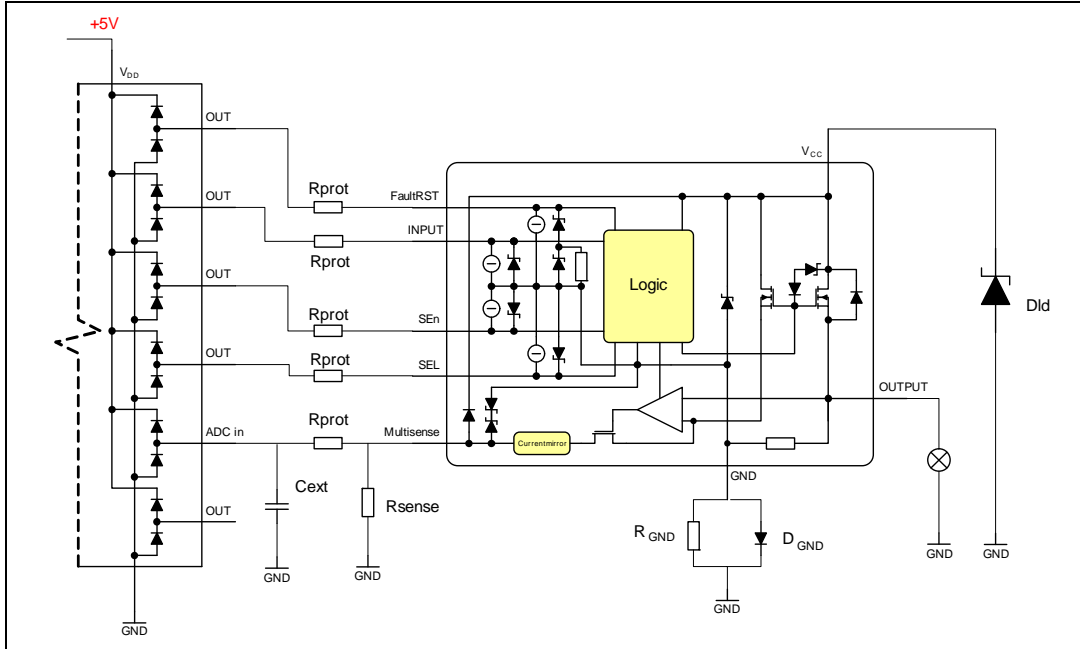 +5V
VDD
OUT
OUT
OUT
OUT
ADC in
OUT
GND
Rprot
Rprot
Rprot
Rprot
Rprot
Cext
GND
Rsense
GND
FaultRST
INPUT
SEn
SEL
Multisense
VCC
Logic
Currentmirror
OUTPUT
GND
RGND
DGND
GND
GND
GND
Dld